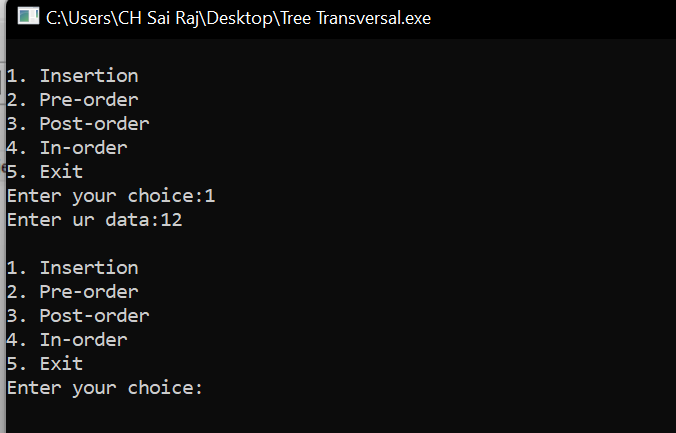 C:\Users\CH Sai Raj\Desktop\Tree Transversal.exe
1. Insertion
2. Pre-order
3. Post-order
4. In-order
5. Exit
Enter your choice:1
Enter ur data:12
1. Insertion
2. Pre-order
3. Post-order
4. In-order
5. Exit
Enter your choice: